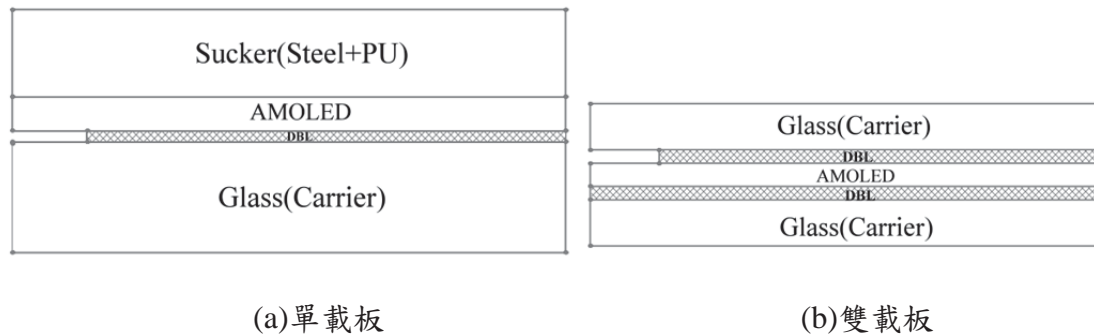 Sucker(Steel+PU)
AMOLED
DBL
Glass(Carrier)
Glass(Carrier)
DBL
AMOLED
DBL
Glass(Carrier)
(a)單載板
(b)雙載板